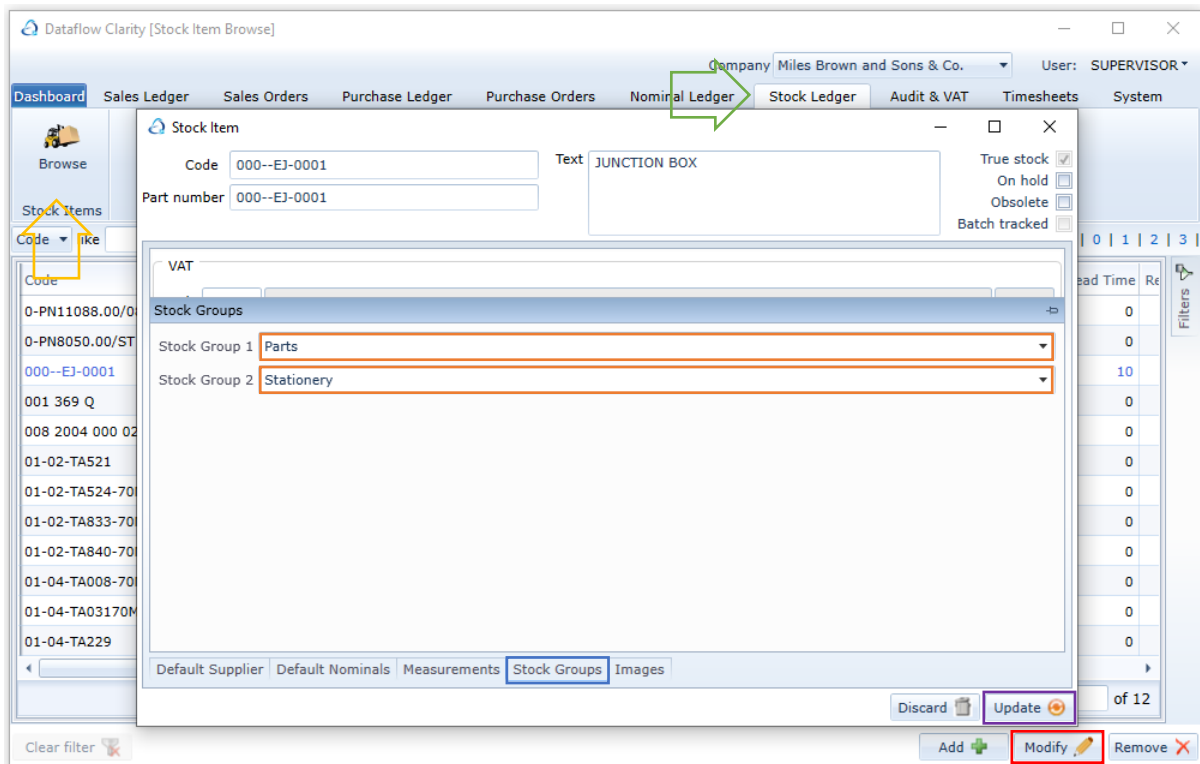 Dataflow Clarity [Stock Item Browse]
Company Miles Brown and Sons & Co. User: SUPERVISOR
Dashboard Sales Ledger Sales Orders Purchase Ledger Purchase Orders Nominal Ledger Stock Ledger Audit & VAT Timesheets System
Browse
Stock Items
Stock Item
Code 000--EJ-0001
Part number 000--EJ-0001
Text JUNCTION BOX
True stock
On hold
Obsolete
Batch tracked
Code like
| 0 | 1 | 2 | 3 |
VAT
Code
ead Time Re
Filters
Stock Groups
Stock Group 1 Parts
Stock Group 2 Stationery
0-PN11088.00/0 0
0-PN8050.00/ST 0
000--EJ-0001 10
001 369 Q 0
008 2004 000 02 0
01-02-TA521 0
01-02-TA524-70 0
01-02-TA833-70 0
01-02-TA840-70 0
01-04-TA008-70 0
01-04-TA03170M 0
01-04-TA229 0
Default Supplier Default Nominals Measurements Stock Groups Images
of 12
Discard Update
Clear filter Add Modify Remove